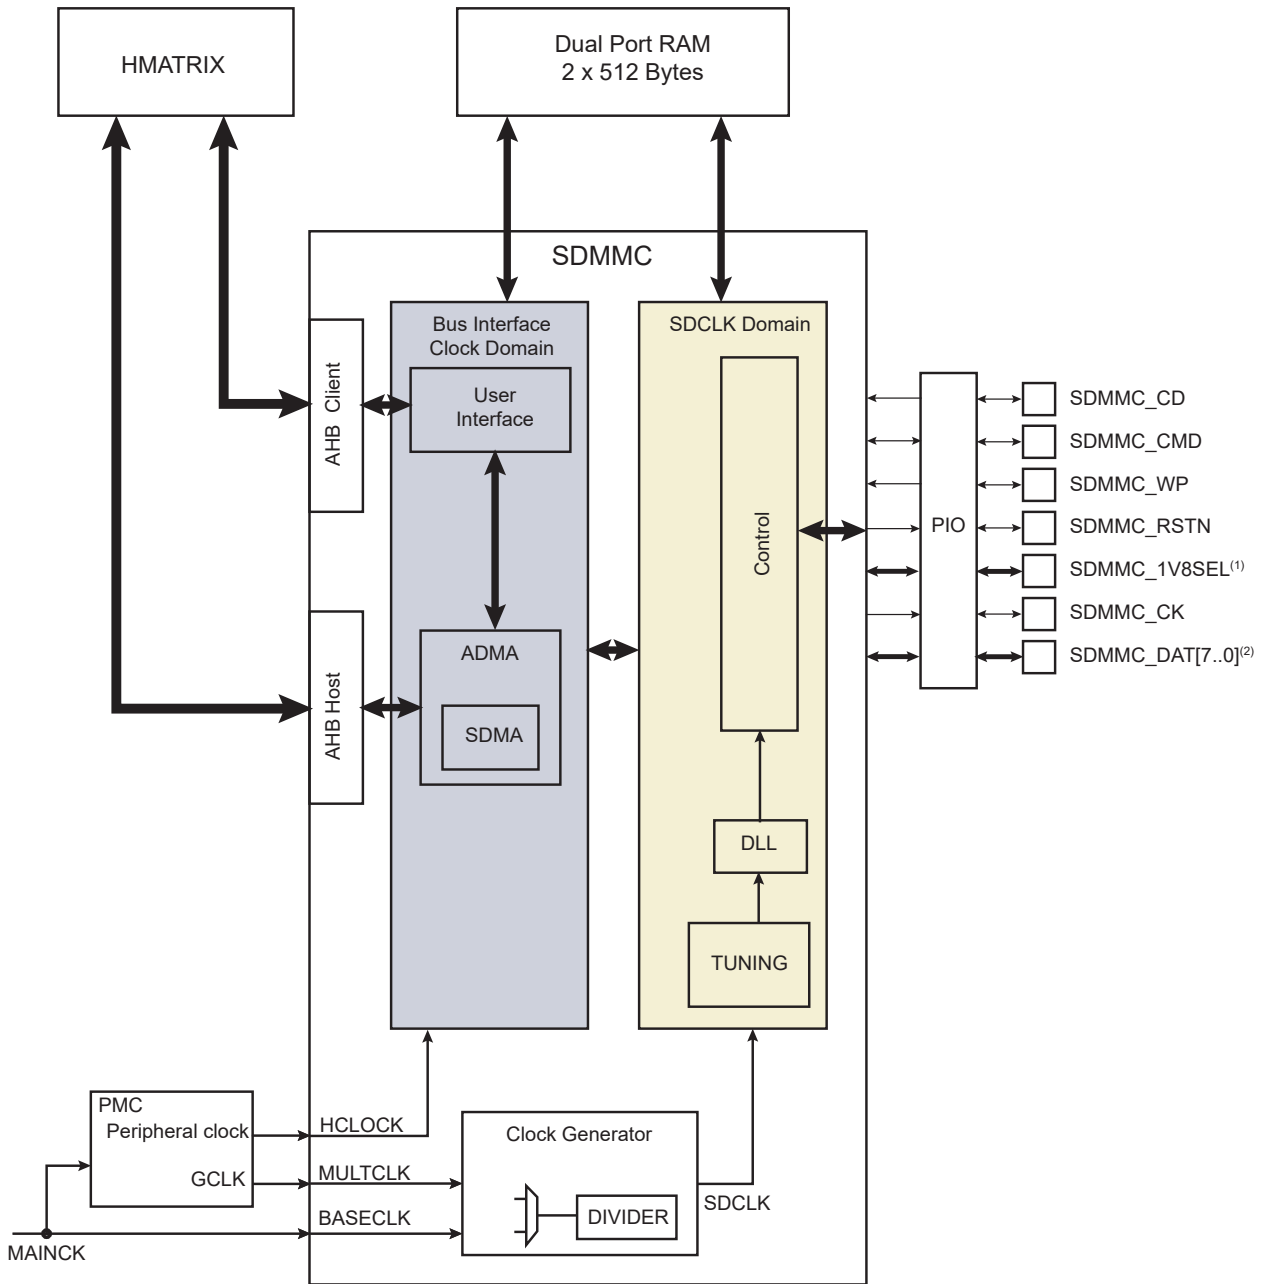 HMATRIX
Dual Port RAM
2 x 512 Bytes
SDMMC
Bus Interface
Clock Domain
SDCLK Domain
AHB Client
User
Interface
Control
ADMA
SDMA
AHB Host
DLL
TUNING
PIO
SDMMC_CD
SDMMC_CMD
SDMMC_WP
SDMMC_RSTN
SDMMC_1V8SEL(1)
SDMMC_CK
SDMMC_DAT[7..0](2)
PMC
Peripheral clock
GCLK
HCLOCK
MULTCLK
BASECLK
MAINCK
Clock Generator
DIVIDER
SDCLK